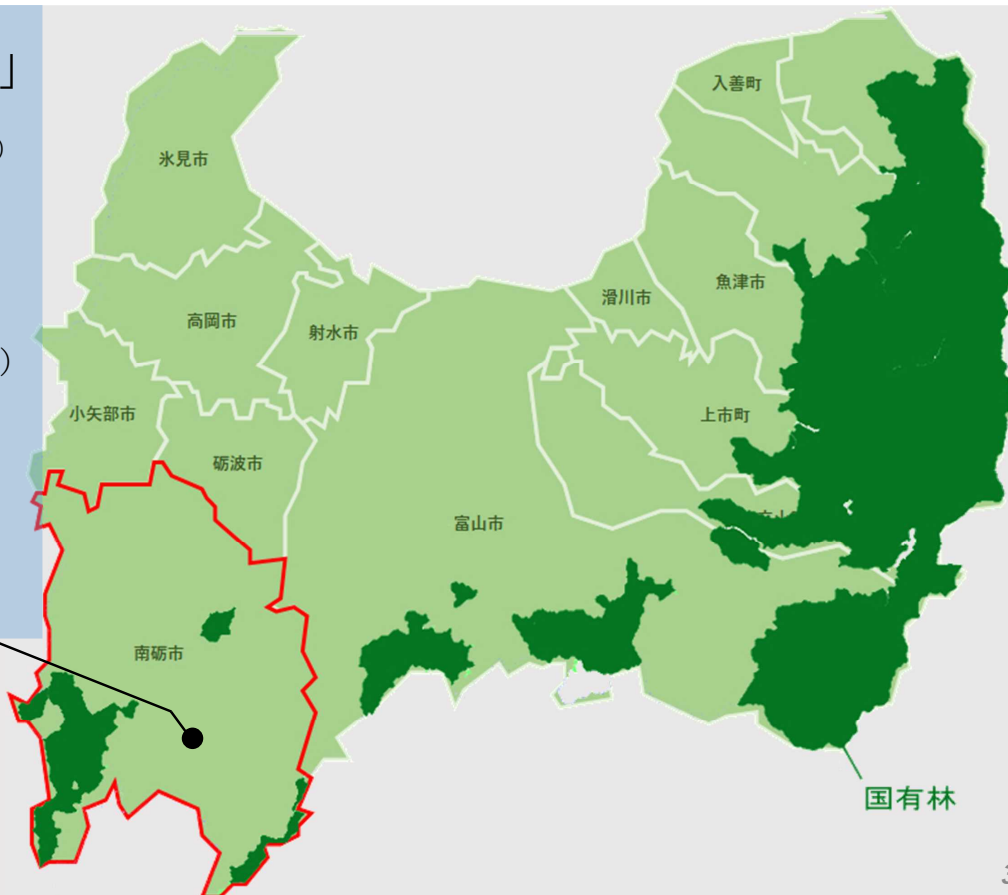 」
）
）
入善町
氷見市
魚津市
滑川市
高岡市
射水市
小矢部市
上市町
砺波市
富山市
南砺市
国有林